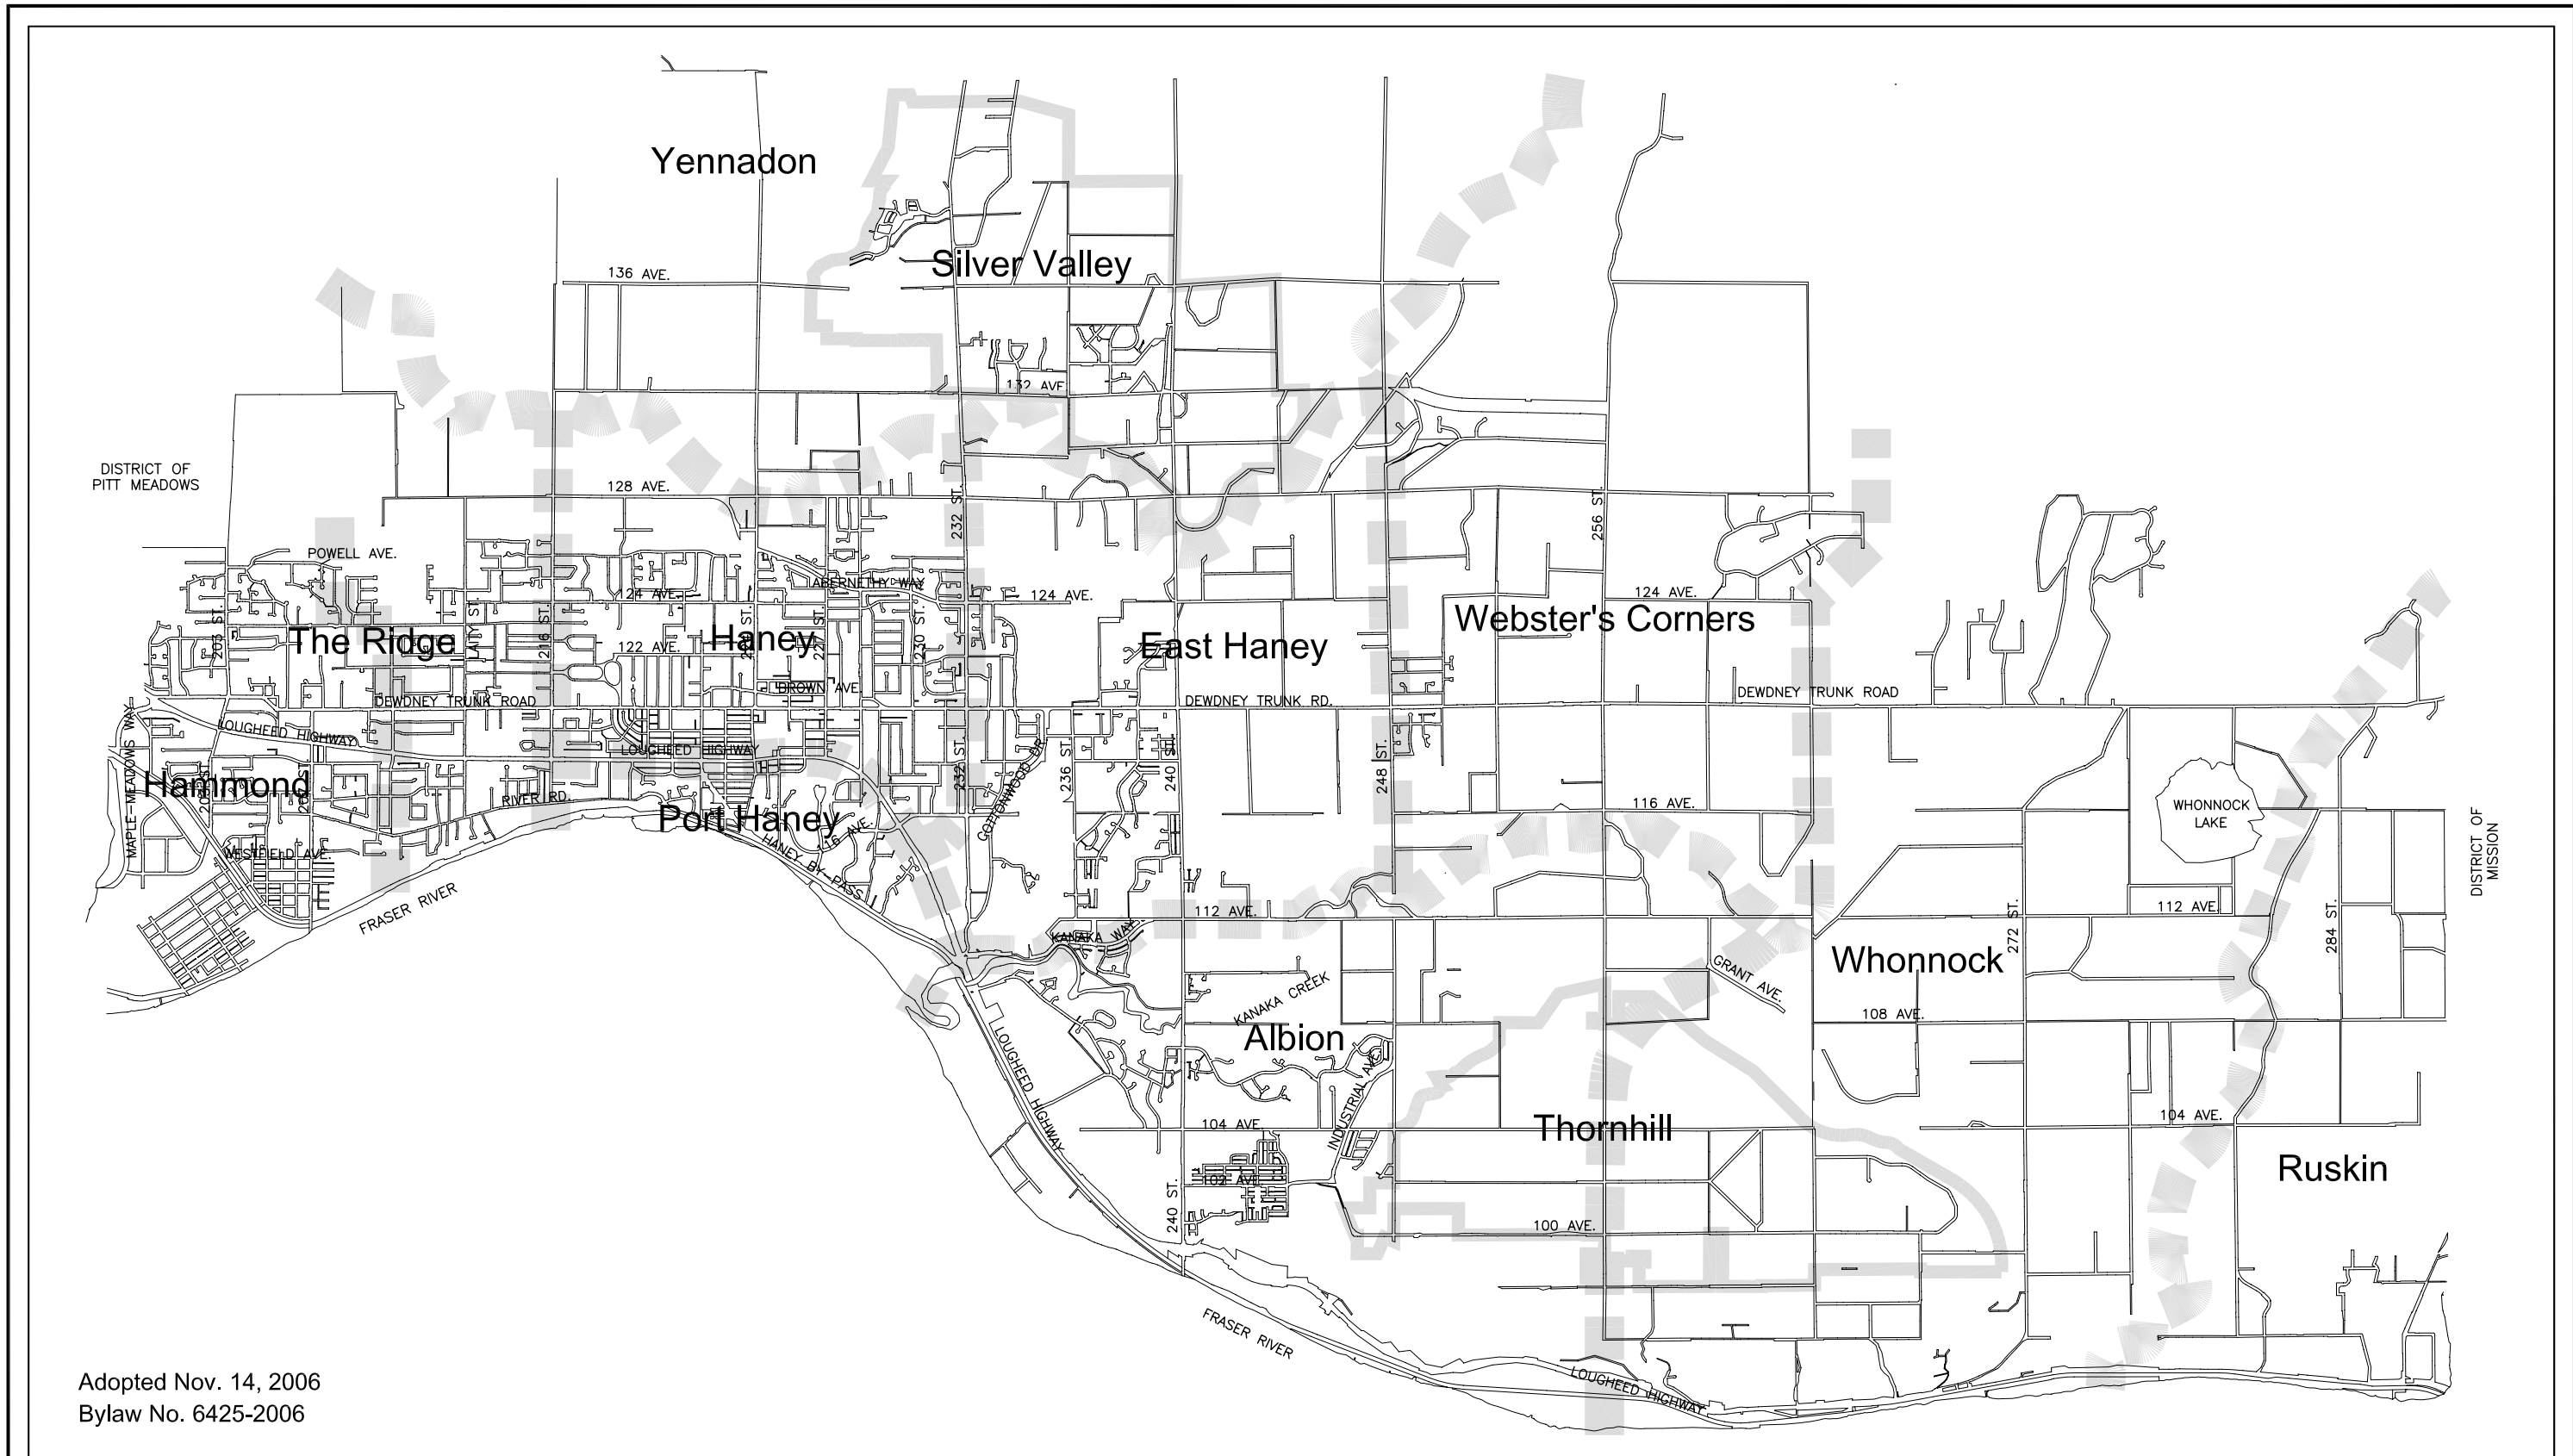 Yennadon
Silver Valley
136 AVE.
132 AVE
DISTRICT OF
PITT MEADOWS
128 AVE.
232 ST.
256 ST.
POWELL AVE.
ABERNETHY WAY
124 AVE.
124 AVE.
124 AVE.
203 ST.
The Ridge
LAITY ST.
216 ST.
122 AVE.
Haney
230 ST.
East Haney
Webster's Corners
BROWN AVE.
DEWDNEY TRUNK ROAD
DEWDNEY TRUNK RD.
DEWDNEY TRUNK ROAD
MAPLE-MEADOWS WAY
LOUGHEED HIGHWAY
LOUGHEED HIGHWAY
232 ST.
COTTONWOOD DR.
236 ST.
240 ST.
248 ST.
Hammond
RIVER RD.
Port Haney
116 AVE.
116 AVE.
WHONNOCK
LAKE
DISTRICT OF
MISSION
WESTFIELD AVE.
HANEY BY-PASS
FRASER RIVER
KANAKA WAY
112 AVE.
112 AVE.
272 ST.
284 ST.
Whonnock
GRANT AVE.
KANAKA CREEK
Albion
108 AVE.
LOUGHEED HIGHWAY
INDUSTRIAL AVE.
104 AVE.
Thornhill
104 AVE.
Ruskin
102 AVE.
240 ST.
100 AVE.
FRASER RIVER
LOUGHEED HIGHWAY
Adopted Nov. 14, 2006
Bylaw No. 6425-2006